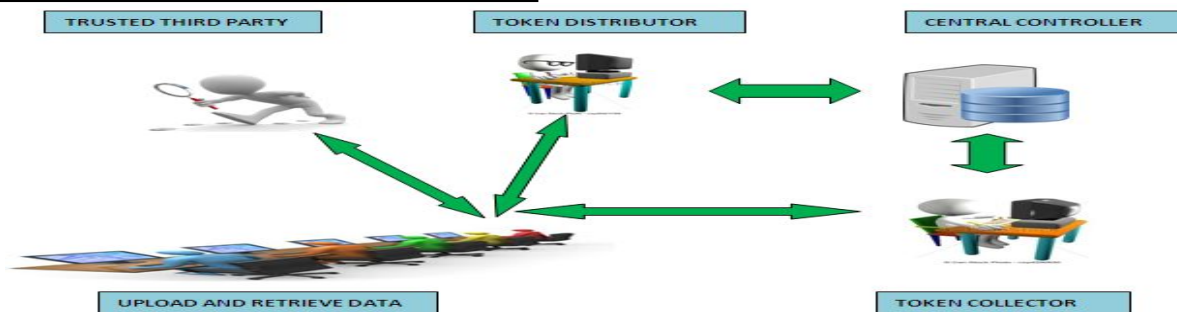 TRUSTED THIRD PARTY
TOKEN DISTRIBUTOR
CENTRAL CONTROLLER
UPLOAD AND RETRIEVE DATA
TOKEN COLLECTOR